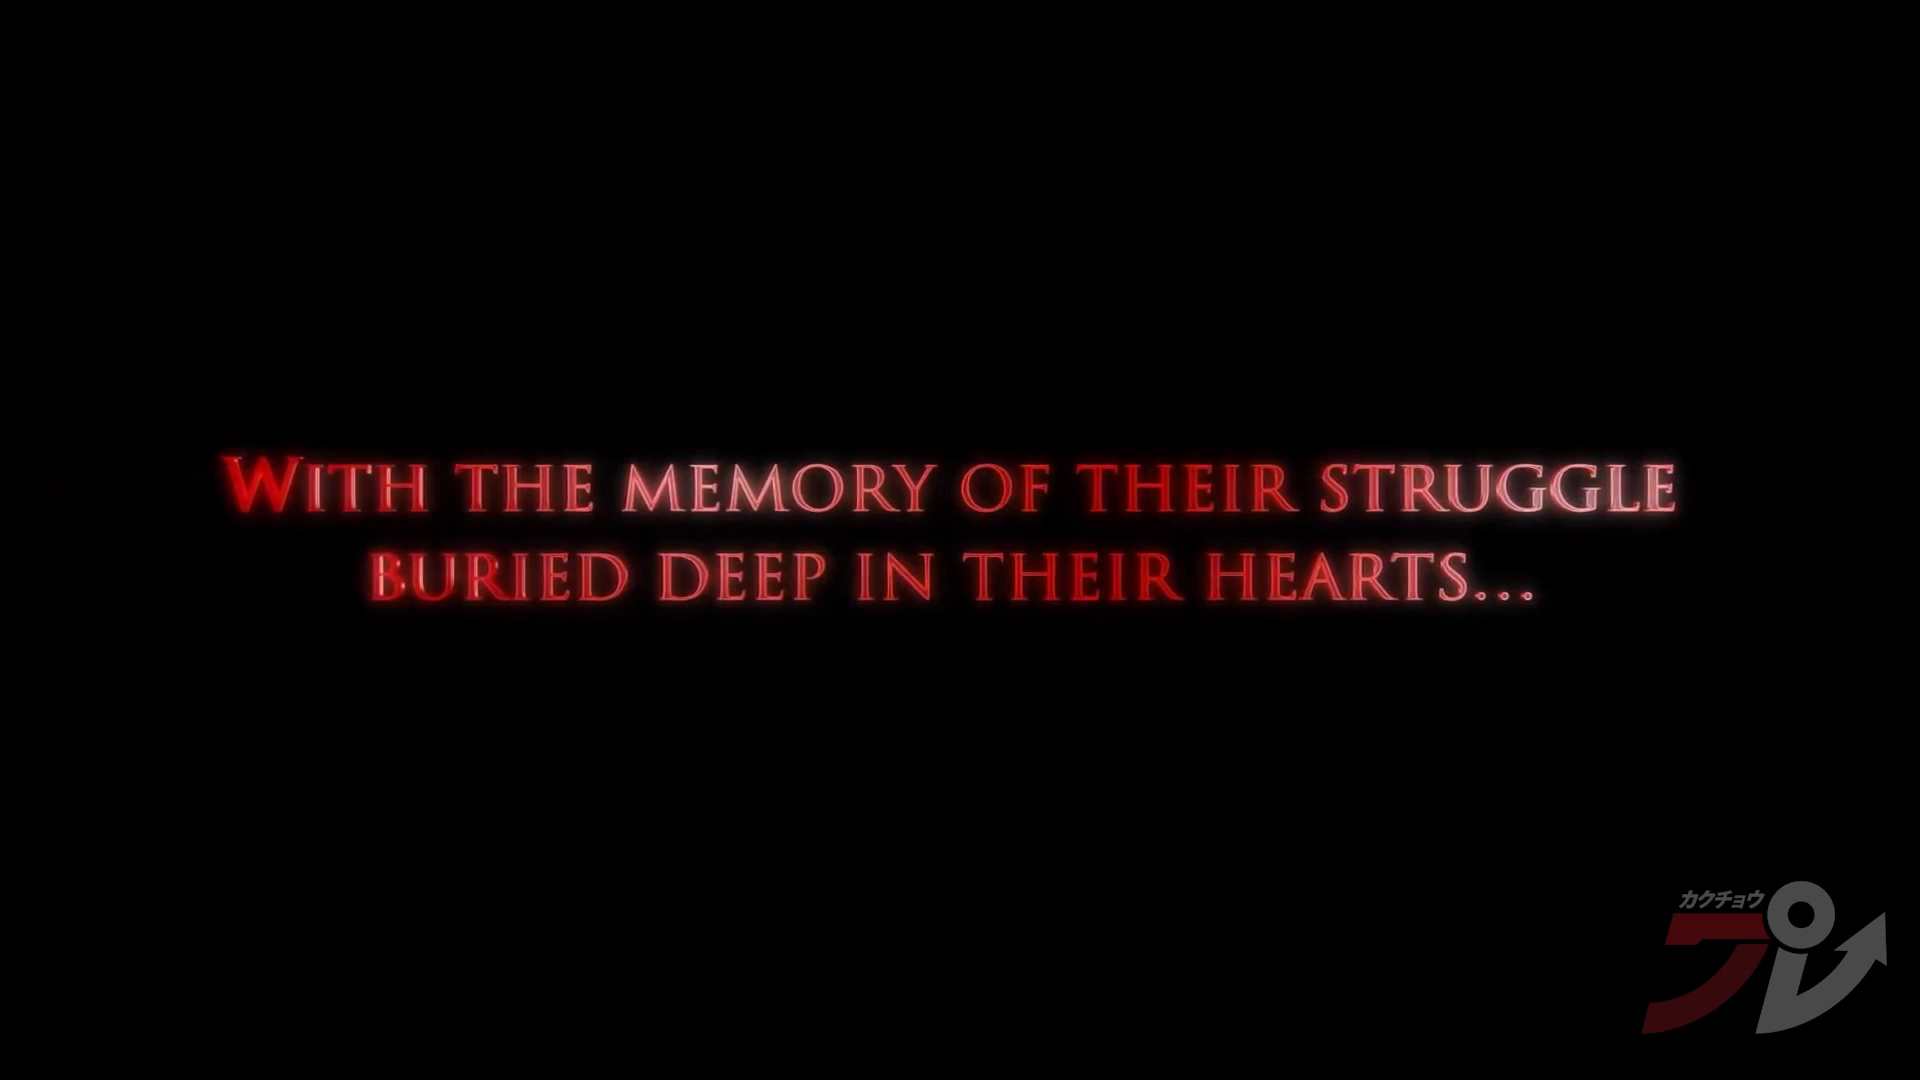 WITH THE MEMORY OF THEIR STRUGGLE
BURIED DEEP IN THEIR HEARTS...
カクチョウ
プレ